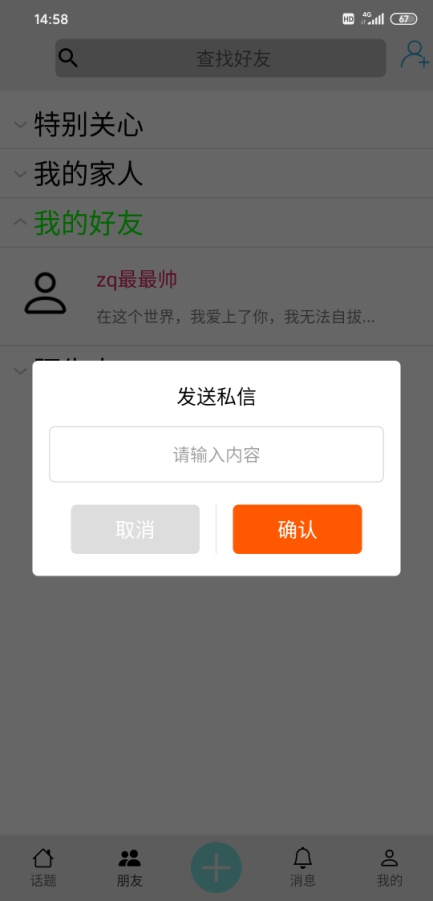 14:58
HD 4G 67
查找好友
特别关心
我的家人
我的好友
zq最最帅
在这个世界，我爱上了你，我无法自拔...
发送私信
请输入内容
取消
确认
话题
朋友
消息
我的